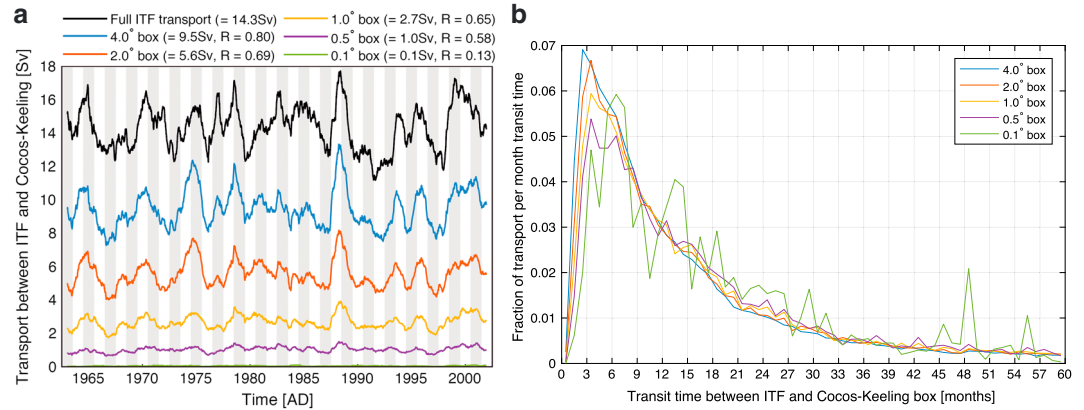 a
Full ITF transport (= 14.3Sv)
4.0° box (= 9.5Sv, R = 0.80)
2.0° box (= 5.6Sv, R = 0.69)
1.0° box (= 2.7Sv, R = 0.65)
0.5° box (= 1.0Sv, R = 0.58)
0.1° box (= 0.1Sv, R = 0.13)
Transport between ITF and Cocos-Keeling [Sv]
18
16
14
12
10
8
6
4
2
0
1965 1970 1975 1980 1985 1990 1995 2000
Time [AD]
b
Fraction of transport per month transit time
0.07
0.06
0.05
0.04
0.03
0.02
0.01
0
4.0° box
2.0° box
1.0° box
0.5° box
0.1° box
0 3 6 9 12 15 18 21 24 27 30 33 36 39 42 45 48 51 54 57 60
Transit time between ITF and Cocos-Keeling box [months]